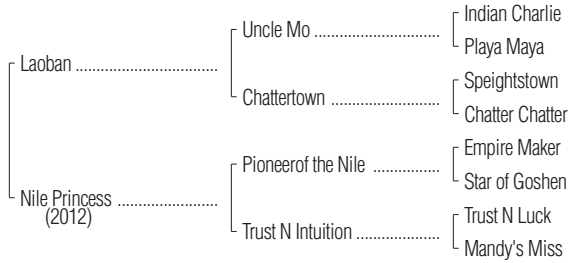 Indian Charlie
Uncle Mo ..............................
Playa Maya
Laoban ..................................
Speightstown
Chattertown ..........................
Chatter Chatter
Empire Maker
Pioneerof the Nile ................
Star of Goshen
Nile Princess ........................
(2012)
Trust N Luck
Trust N Intuition ....................
Mandy's Miss